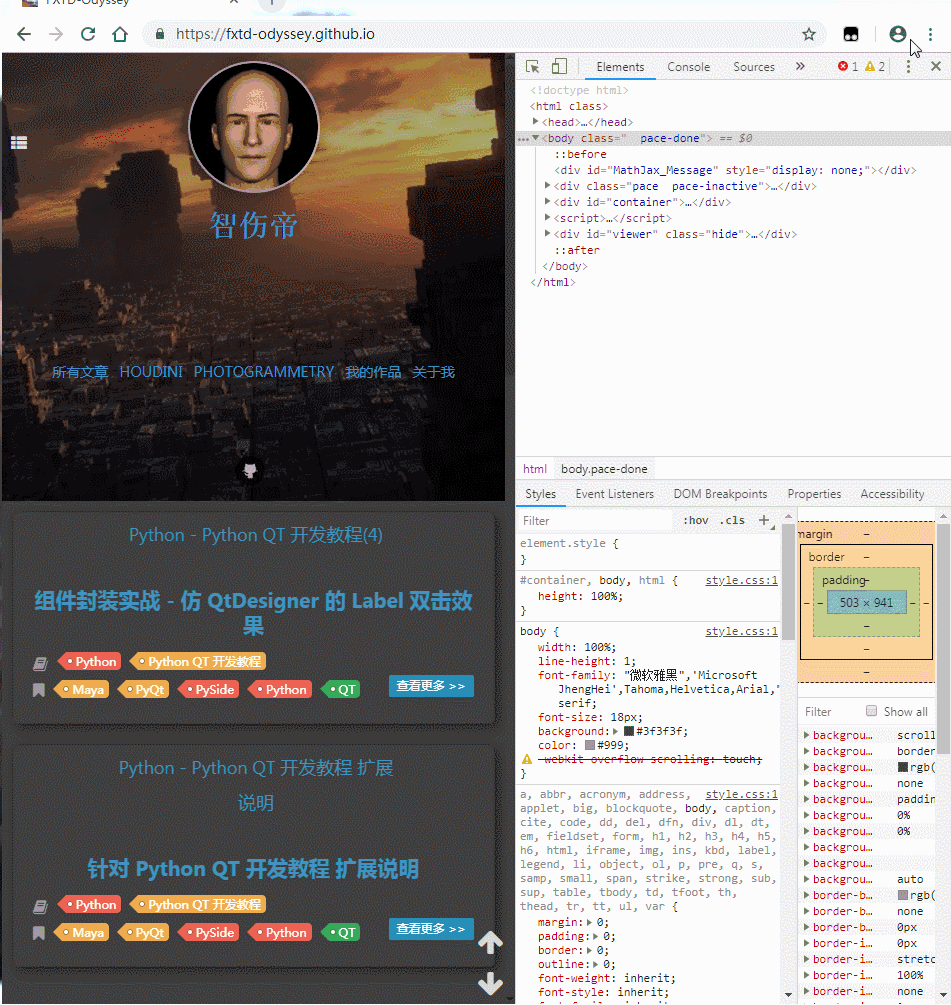 FXTD-Odyssey
https://fxtd-odyssey.github.io
智伤帝
所有文章 HOUDINI PHOTOGRAMMETRY 我的作品 关于我
Python - Python QT 开发教程(4)
组件封装实战 - 仿 QtDesigner 的 Label 双击效
果
Python Python QT 开发教程
Maya PyQt PySide Python QT 查看更多 >>
Python - Python QT 开发教程 扩展
说明
针对 Python QT 开发教程 扩展说明
Python Python QT 开发教程
Maya PyQt PySide Python QT 查看更多 >>
Elements Console Sources » 1 2
<!doctype html>
<html class>
<head>…</head>
<body class="  pace-done"> == $0
::before
<div id="MathJax_Message" style="display: none;"></div>
<div class="pace  pace-inactive">…</div>
<div id="container">…</div>
<script>…</script>
<div id="viewer" class="hide">…</div>
::after
</body>
</html>
html body.pace-done
Styles Event Listeners DOM Breakpoints Properties Accessibility
Filter :hov .cls +
element.style {
}
#container, body, html { style.css:1
height: 100%;
}
body { style.css:1
width: 100%;
line-height: 1;
font-family: "微软雅黑",'Microsoft
JhengHei',Tahoma,Helvetica,Arial,"
serif;
font-size: 18px;
background: #3f3f3f;
color: #999;
-webkit-overflow-scrolling: touch;
}
a, abbr, acronym, address, style.css:1
applet, big, blockquote, body, caption,
cite, code, dd, del, dfn, div, dl, dt,
em, fieldset, form, h1, h2, h3, h4, h5,
h6, html, iframe, img, ins, kbd, label,
legend, li, object, ol, p, pre, q, s,
samp, small, span, strike, strong, sub,
sup, table, tbody, td, tfoot, th,
thead, tr, tt, ul, var {
margin: 0;
padding: 0;
border: 0;
outline: 0;
font-weight: inherit;
font-style: inherit;
margin –
border –
padding –
– – 503 × 941 – –
–
–
–
Filter Show all
backgrou… scroll
backgrou… border
backgrou… rgb(
backgrou… none
backgrou… paddin
backgrou… 0%
backgrou… 0%
backgrou…
backgrou…
backgrou… auto
border-b… rgb(
border-b… none
border-b… 0px
border-i… 0px
border-i… stretc
border-i… 100%
border-i… none